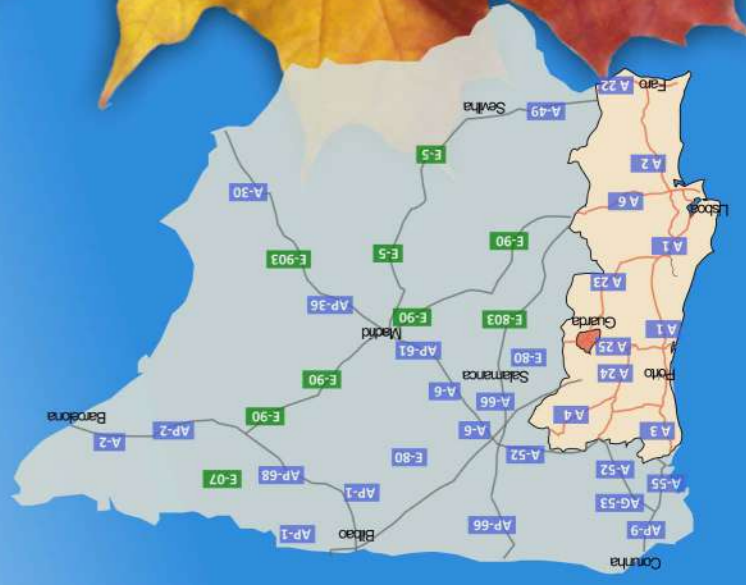 Corunha
AP-9
AP-66
Bilbao
AP-1
AG-53
AP-1
A-55
A-52
AP-68
E-07
A-52
E-80
A-2
A 3
A-6
AP-2
A 4
E-90
Barcelona
A-66
A-6
E-90
Porto
A 24
Salamanca
E-80
AP-61
A 25
Madrid
A 1
Guarda
E-803
E-90
AP-36
A 23
E-903
E-5
A 1
E-90
Lisboa
A 6
A-30
A 2
E-5
A-49
Sevilha
Faro
A 22